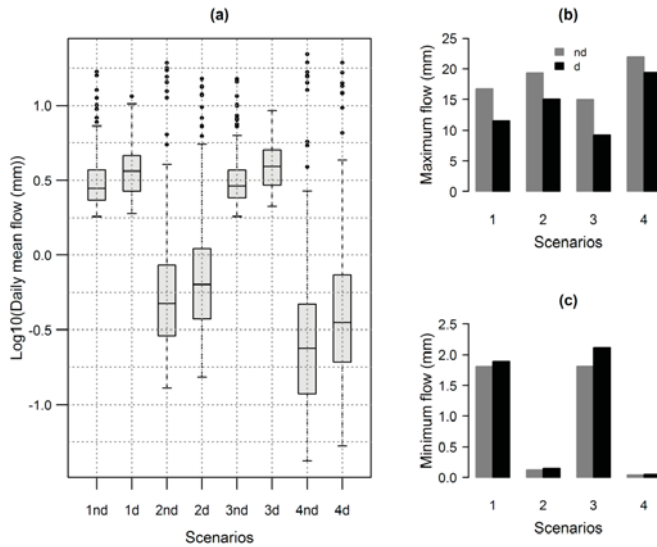 (a)
Log10(Daily mean flow (mm))
1.0
0.5
0.0
-0.5
-1.0
1nd 1d 2nd 2d 3nd 3d 4nd 4d
Scenarios
(b)
Maximum flow (mm)
25
20
15
10
5
0
nd
d
1 2 3 4
Scenarios
(c)
Minimum flow (mm)
2.5
2.0
1.5
1.0
0.5
0.0
1 2 3 4
Scenarios